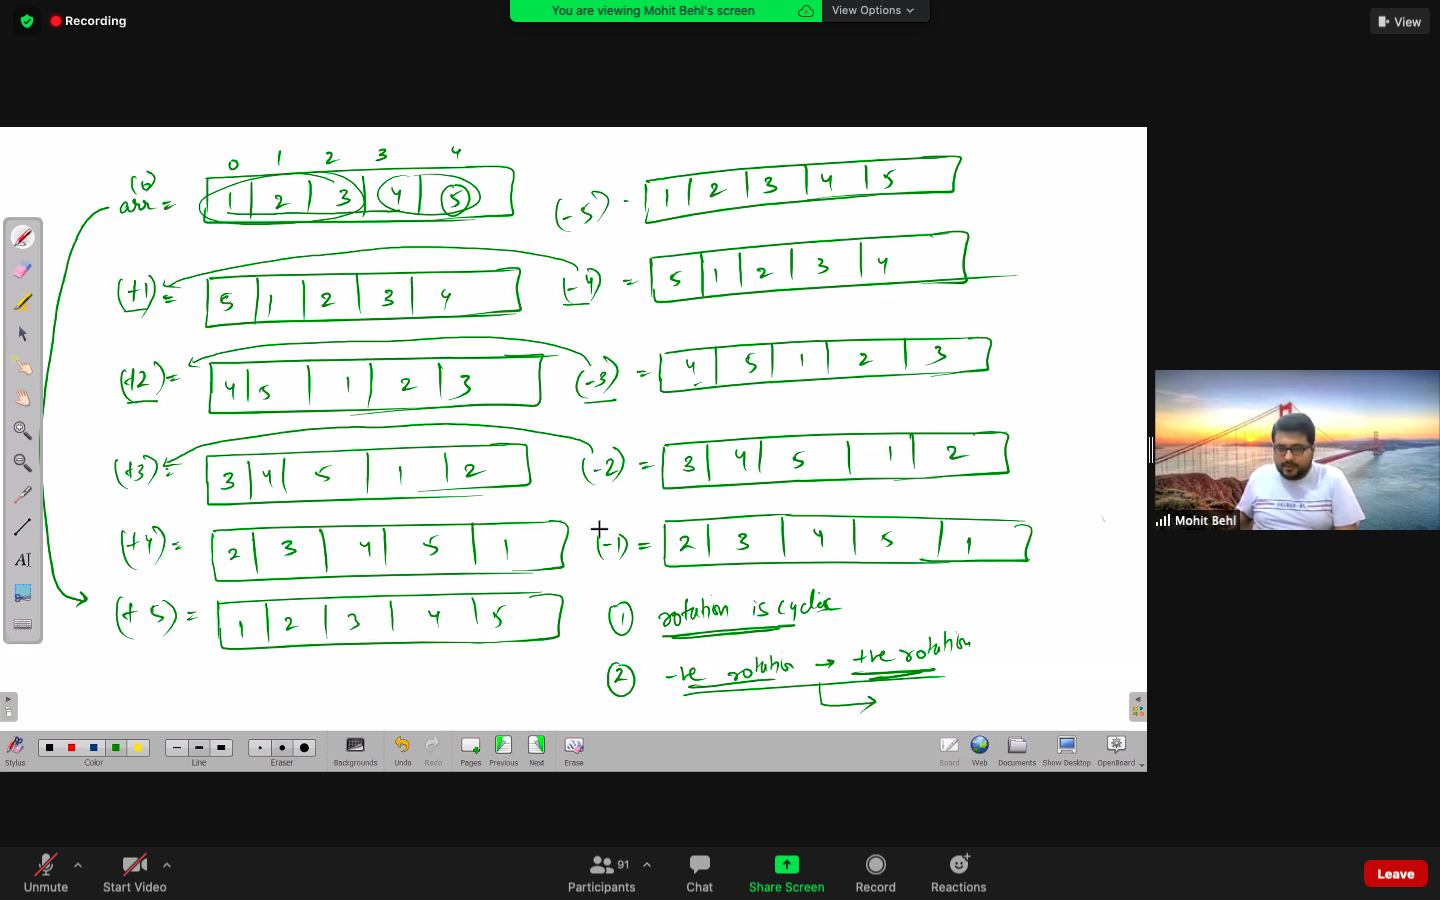 Recording
You are viewing Mohit Behl's screen
View Options
View
0 1 2 3 4
(0)
arr = 1 2 3 4 5
(-5) - 1 2 3 4 5
(+1) = 5 1 2 3 4
(-4) = 5 1 2 3 4
(+2) = 4 5 1 2 3
(-3) = 4 5 1 2 3
(+3) = 3 4 5 1 2
(-2) = 3 4 5 1 2
(+4) = 2 3 4 5 1
(-1) = 2 3 4 5 1
(+5) = 1 2 3 4 5
① rotation is cyclic
② -ve rotation → +ve rotation
Mohit Behl
Stylus Color Line Eraser Backgrounds Undo Redo Pages Previous Next Erase Board Web Documents Show Desktop OpenBoard
Unmute Start Video Participants 91 Chat Share Screen Record Reactions Leave